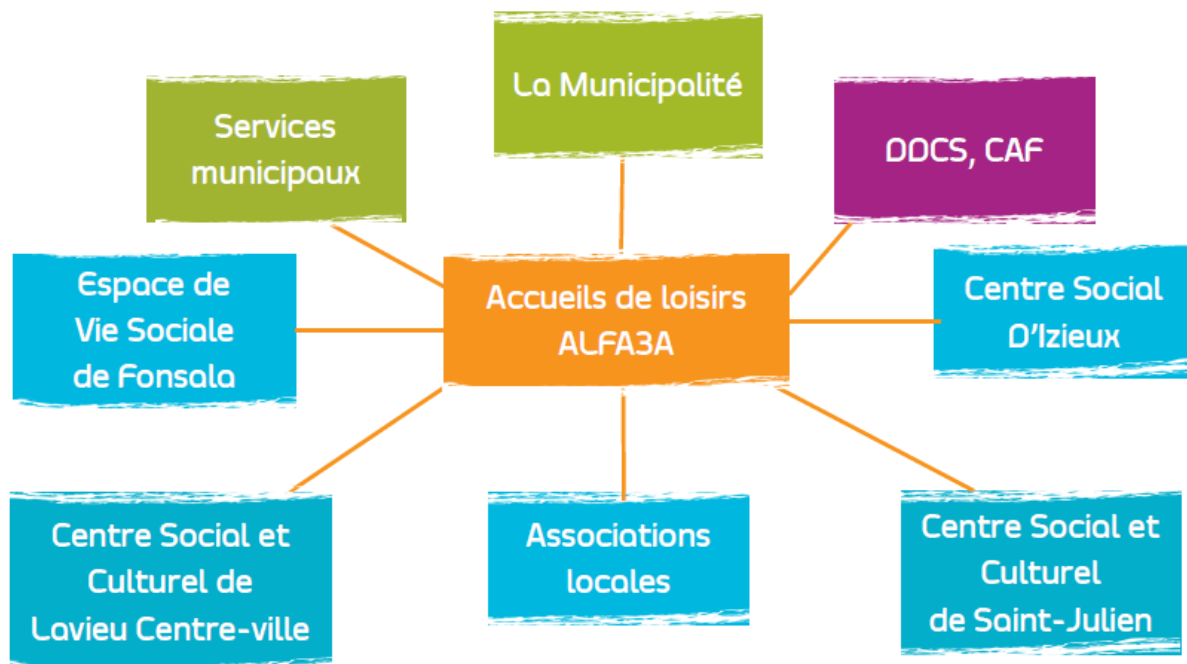 La Municipalité
Services
municipaux
DDCS, CAF
Espace de
Vie Sociale
de Fonsala
Accueils de loisirs
ALFA3A
Centre Social
D'Izieux
Centre Social et
Culturel de
Lavieu Centre-ville
Associations
locales
Centre Social et
Culturel
de Saint-Julien